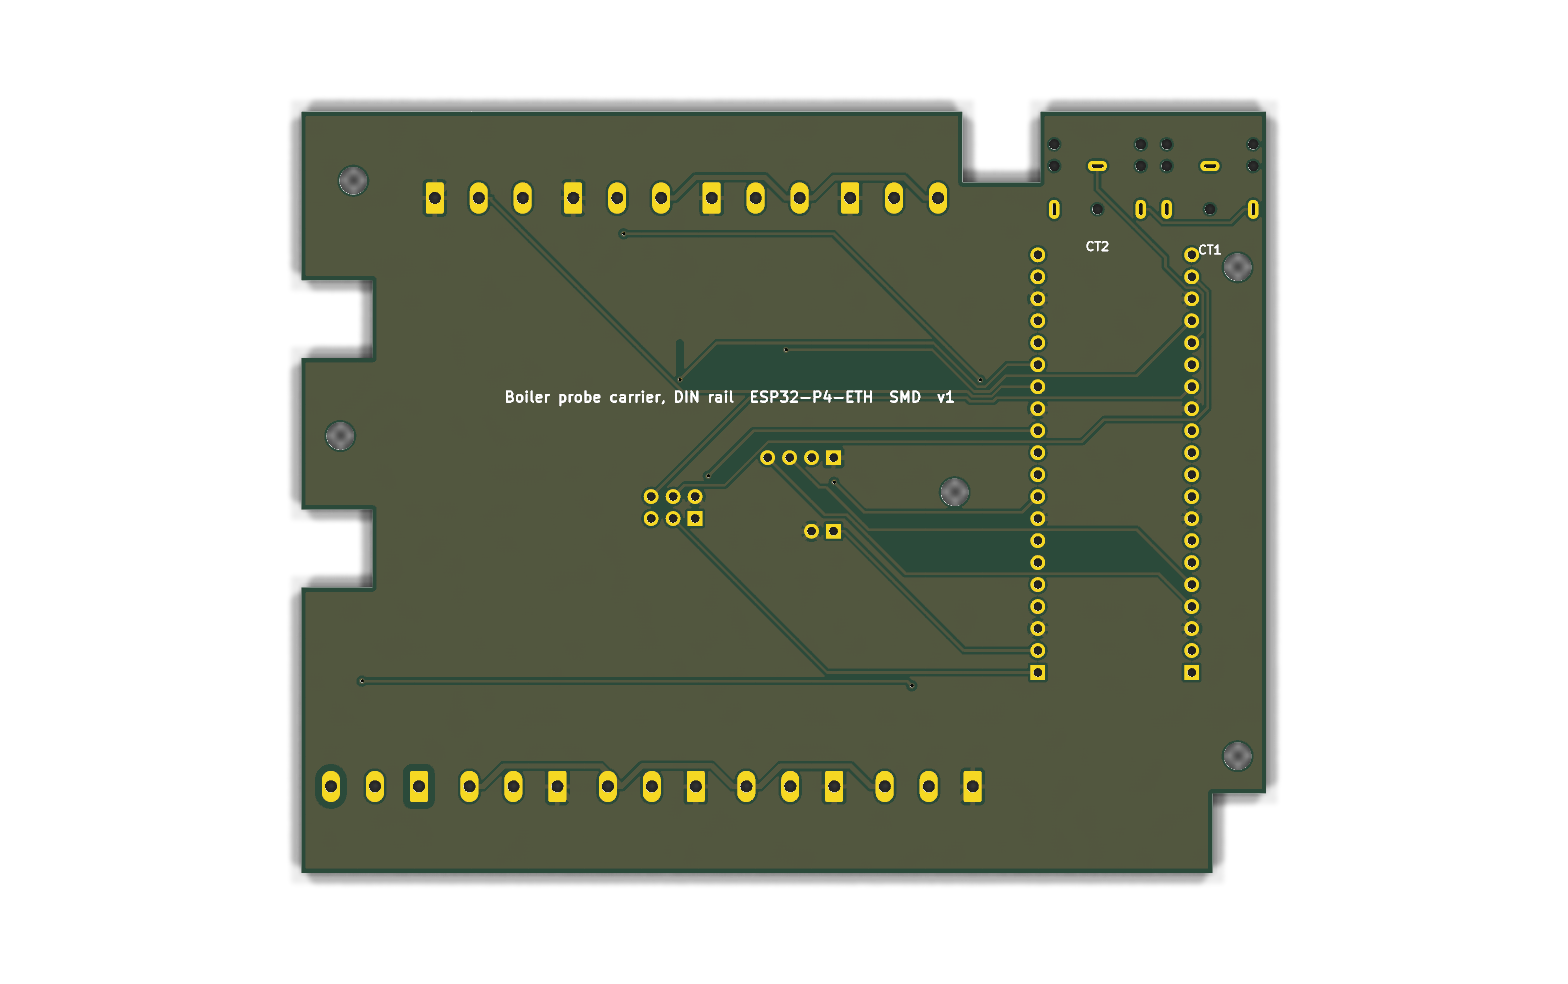 CT2
CT1
Boiler probe carrier, DIN rail  ESP32-P4-ETH  SMD  v1